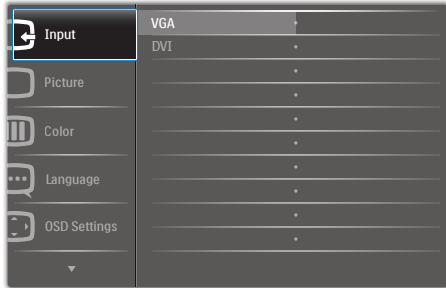 Input
VGA
DVI
Picture
Color
Language
OSD Settings